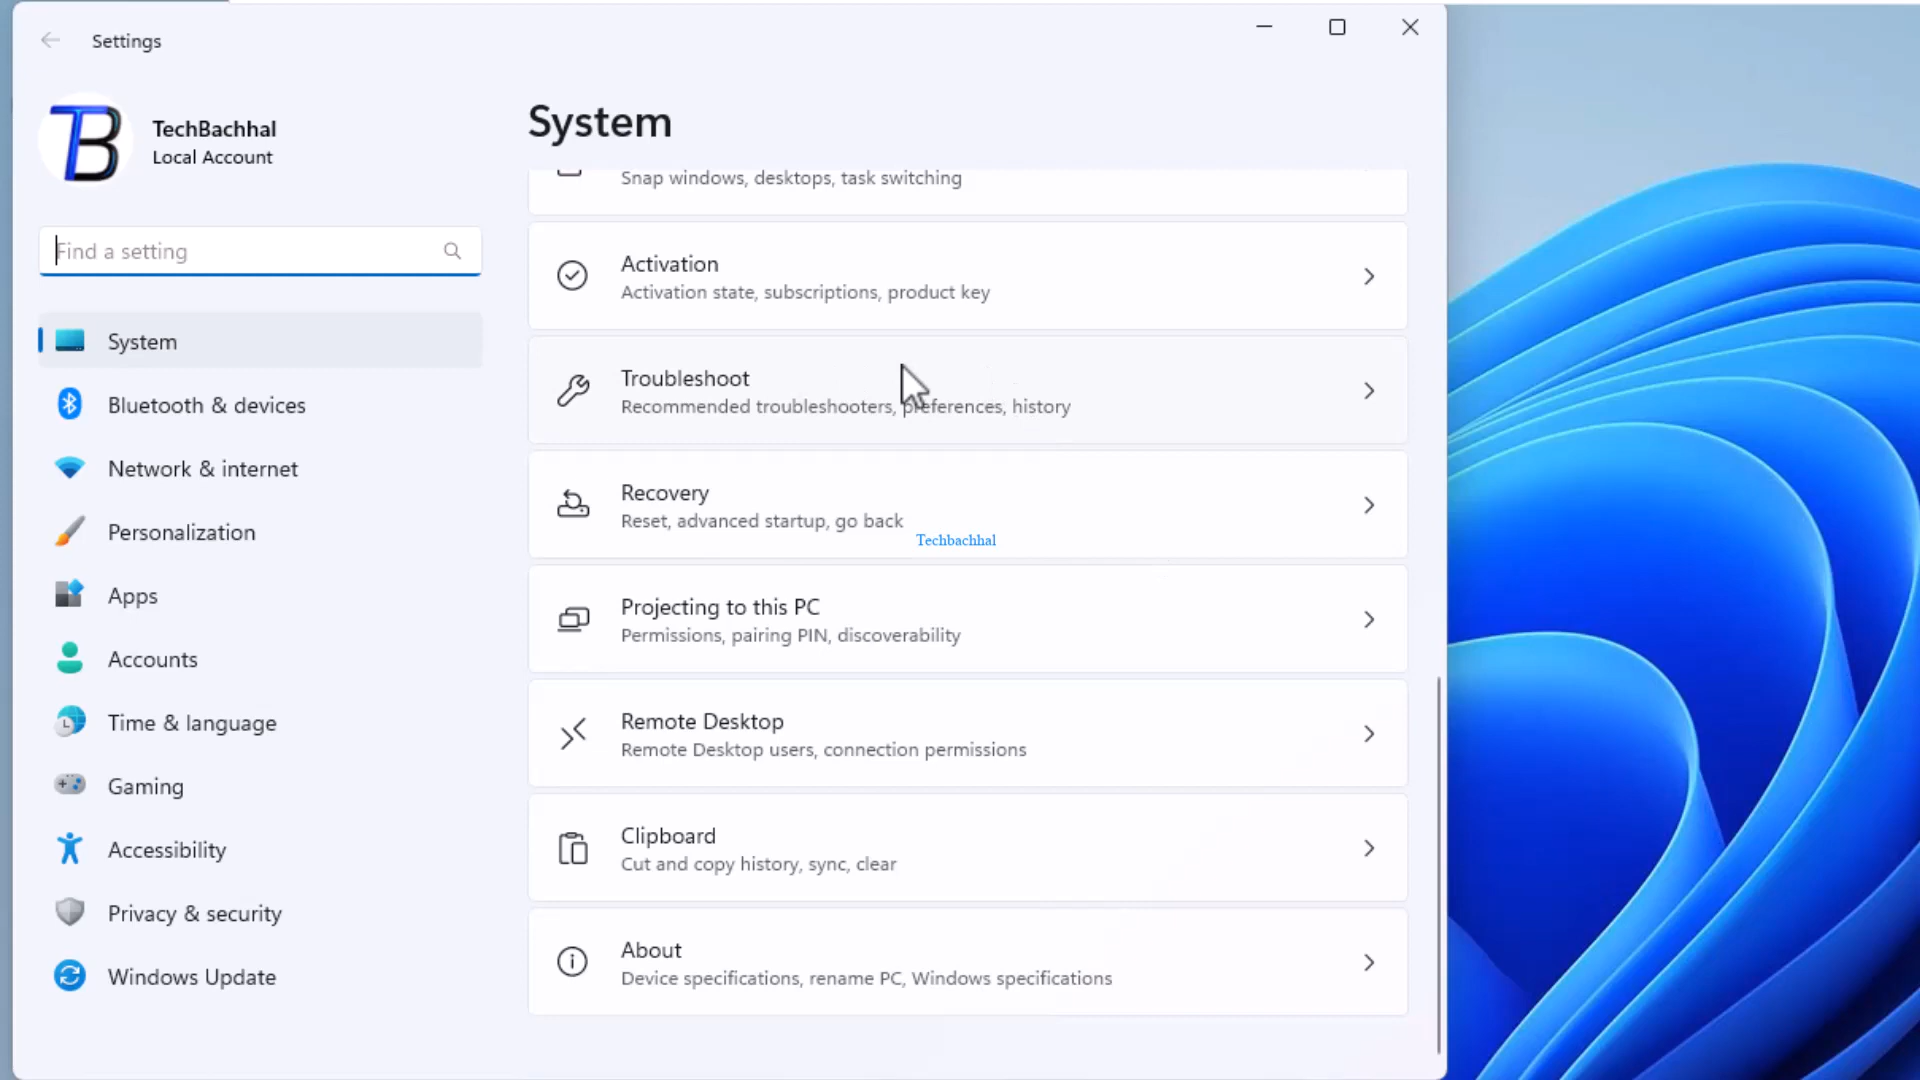 Settings
TB
TechBachhal
Local Account
Find a setting
System
Bluetooth & devices
Network & internet
Personalization
Apps
Accounts
Time & language
Gaming
Accessibility
Privacy & security
Windows Update
System
Snap windows, desktops, task switching
Activation
Activation state, subscriptions, product key
Troubleshoot
Recommended troubleshooters, preferences, history
Recovery
Reset, advanced startup, go back
Techbachhal
Projecting to this PC
Permissions, pairing PIN, discoverability
Remote Desktop
Remote Desktop users, connection permissions
Clipboard
Cut and copy history, sync, clear
About
Device specifications, rename PC, Windows specifications